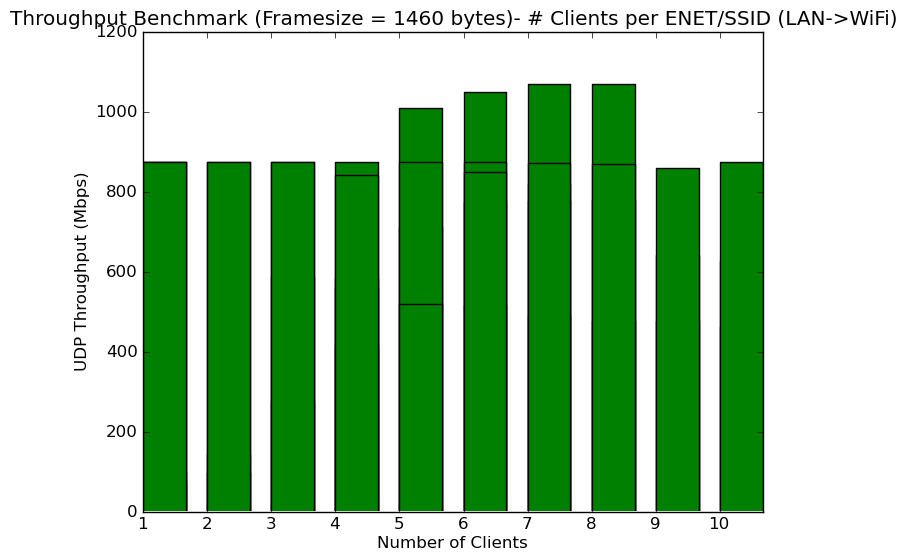 Throughput Benchmark (Framesize = 1460 bytes)- # Clients per ENET/SSID (LAN->WiFi)
1200
1000
800
600
400
200
0
UDP Throughput (Mbps)
1 2 3 4 5 6 7 8 9 10
Number of Clients